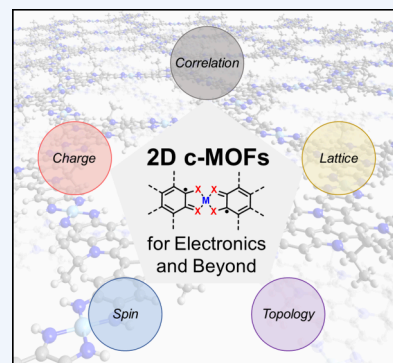 Correlation
Charge
Lattice
2D c-MOFs
X X
M
X X
for Electronics
and Beyond
Spin
Topology